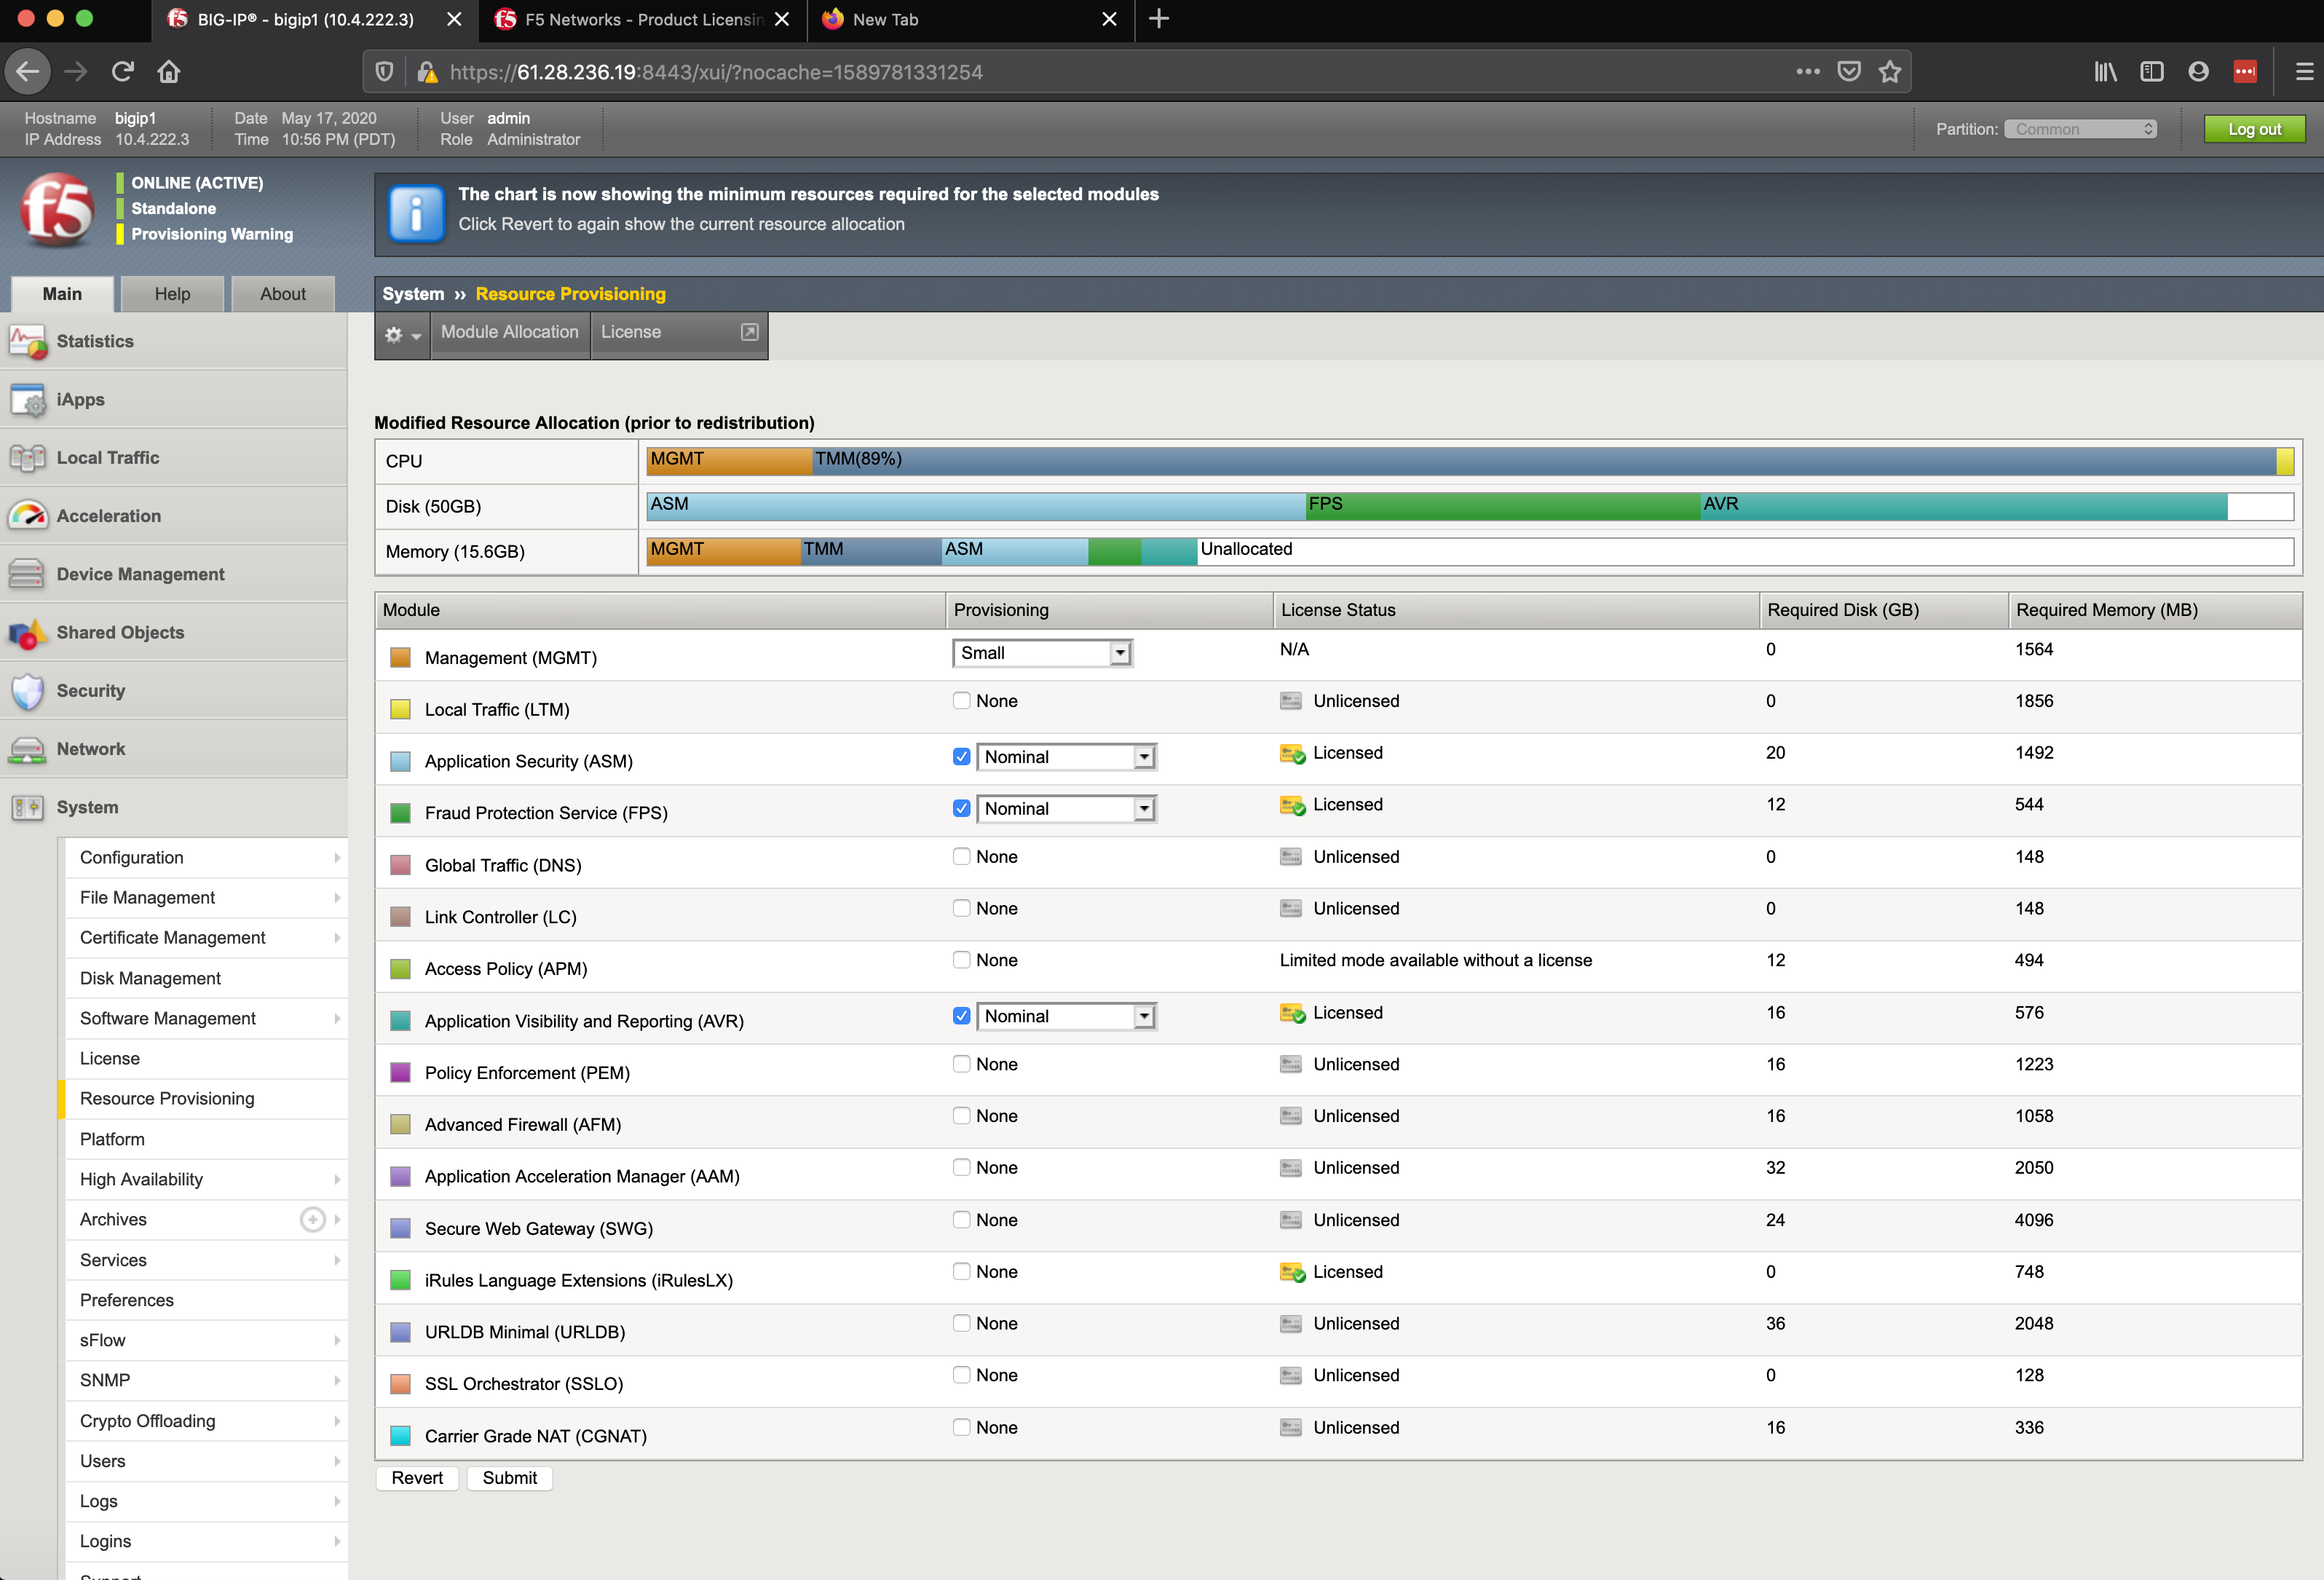 BIG-IP® - bigip1 (10.4.222.3)
F5 Networks - Product Licensin
New Tab
https://61.28.236.19:8443/xui/?nocache=1589781331254
Hostname bigip1
IP Address 10.4.222.3
Date May 17, 2020
Time 10:56 PM (PDT)
User admin
Role Administrator
Partition: Common
Log out
f5
ONLINE (ACTIVE)
Standalone
Provisioning Warning
The chart is now showing the minimum resources required for the selected modules
Click Revert to again show the current resource allocation
Main Help About
System » Resource Provisioning
Module Allocation License
Statistics
iApps
Local Traffic
Acceleration
Device Management
Shared Objects
Security
Network
System
Configuration
File Management
Certificate Management
Disk Management
Software Management
License
Resource Provisioning
Platform
High Availability
Archives
Services
Preferences
sFlow
SNMP
Crypto Offloading
Users
Logs
Logins
Modified Resource Allocation (prior to redistribution)
CPU MGMT TMM(89%)
Disk (50GB) ASM FPS AVR
Memory (15.6GB) MGMT TMM ASM Unallocated
Module Provisioning License Status Required Disk (GB) Required Memory (MB)
Management (MGMT) Small N/A 0 1564
Local Traffic (LTM) None Unlicensed 0 1856
Application Security (ASM) Nominal Licensed 20 1492
Fraud Protection Service (FPS) Nominal Licensed 12 544
Global Traffic (DNS) None Unlicensed 0 148
Link Controller (LC) None Unlicensed 0 148
Access Policy (APM) None Limited mode available without a license 12 494
Application Visibility and Reporting (AVR) Nominal Licensed 16 576
Policy Enforcement (PEM) None Unlicensed 16 1223
Advanced Firewall (AFM) None Unlicensed 16 1058
Application Acceleration Manager (AAM) None Unlicensed 32 2050
Secure Web Gateway (SWG) None Unlicensed 24 4096
iRules Language Extensions (iRulesLX) None Licensed 0 748
URLDB Minimal (URLDB) None Unlicensed 36 2048
SSL Orchestrator (SSLO) None Unlicensed 0 128
Carrier Grade NAT (CGNAT) None Unlicensed 16 336
Revert Submit